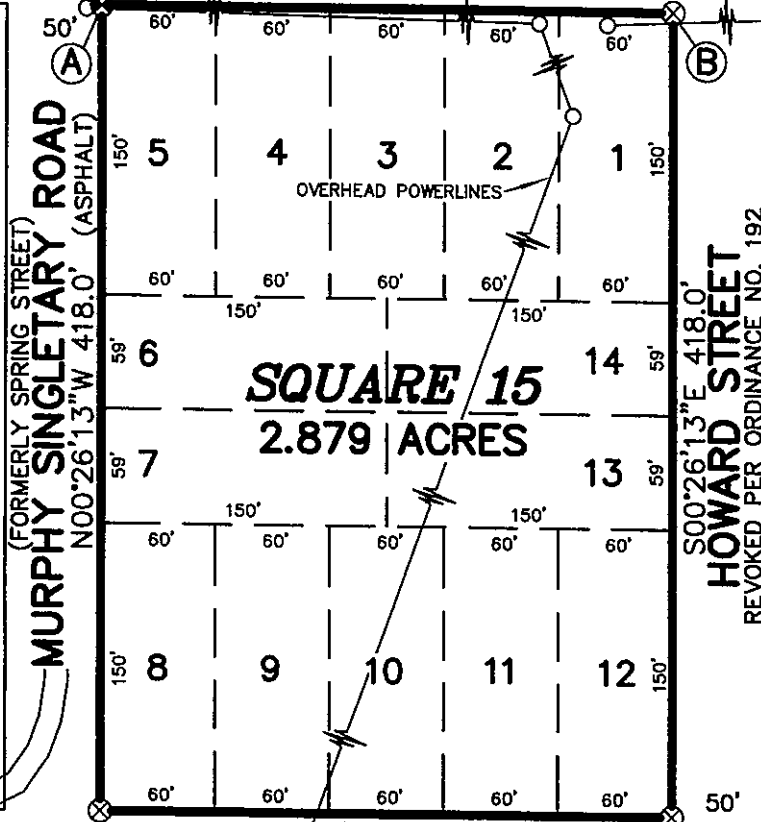 50'
60' 60' 60' 60' 60'
A B
150' 5 4 3 2 1 150'
OVERHEAD POWERLINES
60' 60' 60' 60' 60'
150' 150'
59' 6 14 59'
SQUARE 15
2.879 ACRES
59' 7 13 59'
150' 150'
60' 60' 60' 60' 60'
150' 8 9 10 11 12 150'
60' 60' 60' 60' 60'
50'
(FORMERLY SPRING STREET)
MURPHY SINGLETARY ROAD
(ASPHALT)
N00°26'13"W 418.0'
S00°26'13"E 418.0'
HOWARD STREET
REVOKED PER ORDINANCE NO. 192